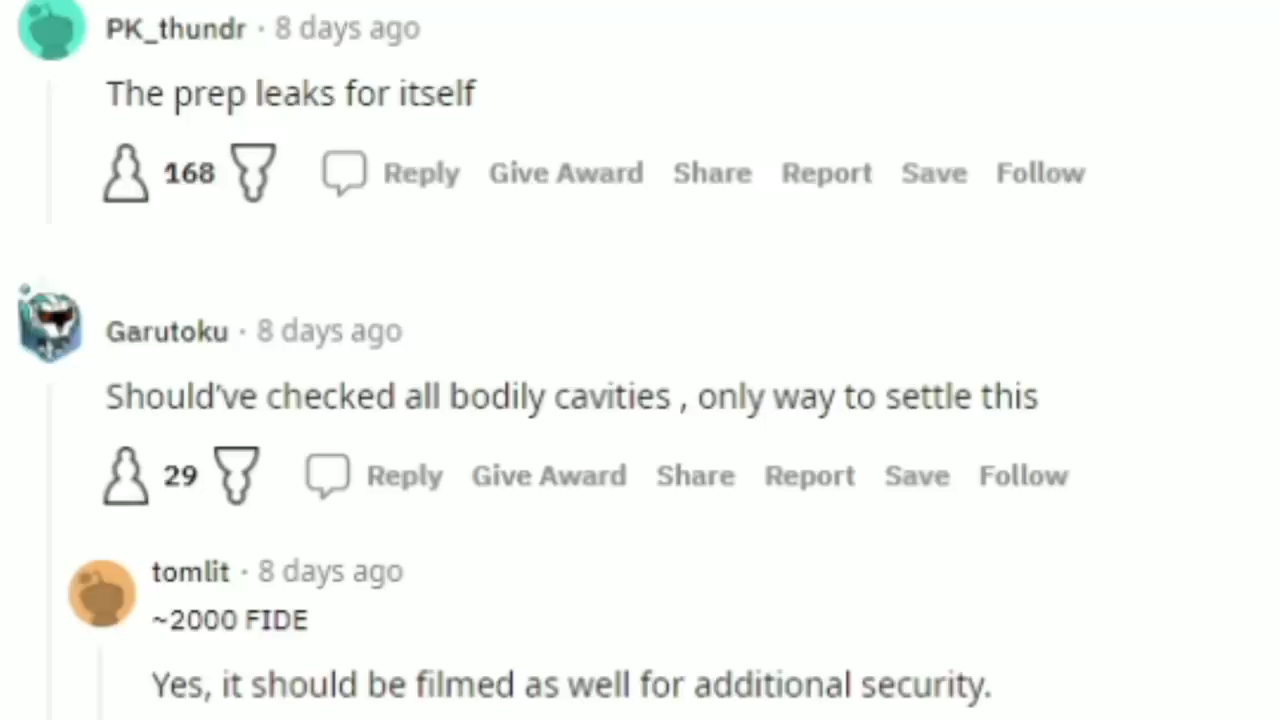 PK_thundr · 8 days ago
The prep leaks for itself
168 Reply Give Award Share Report Save Follow
Garutoku · 8 days ago
Should've checked all bodily cavities , only way to settle this
29 Reply Give Award Share Report Save Follow
tomlit · 8 days ago
~2000 FIDE
Yes, it should be filmed as well for additional security.